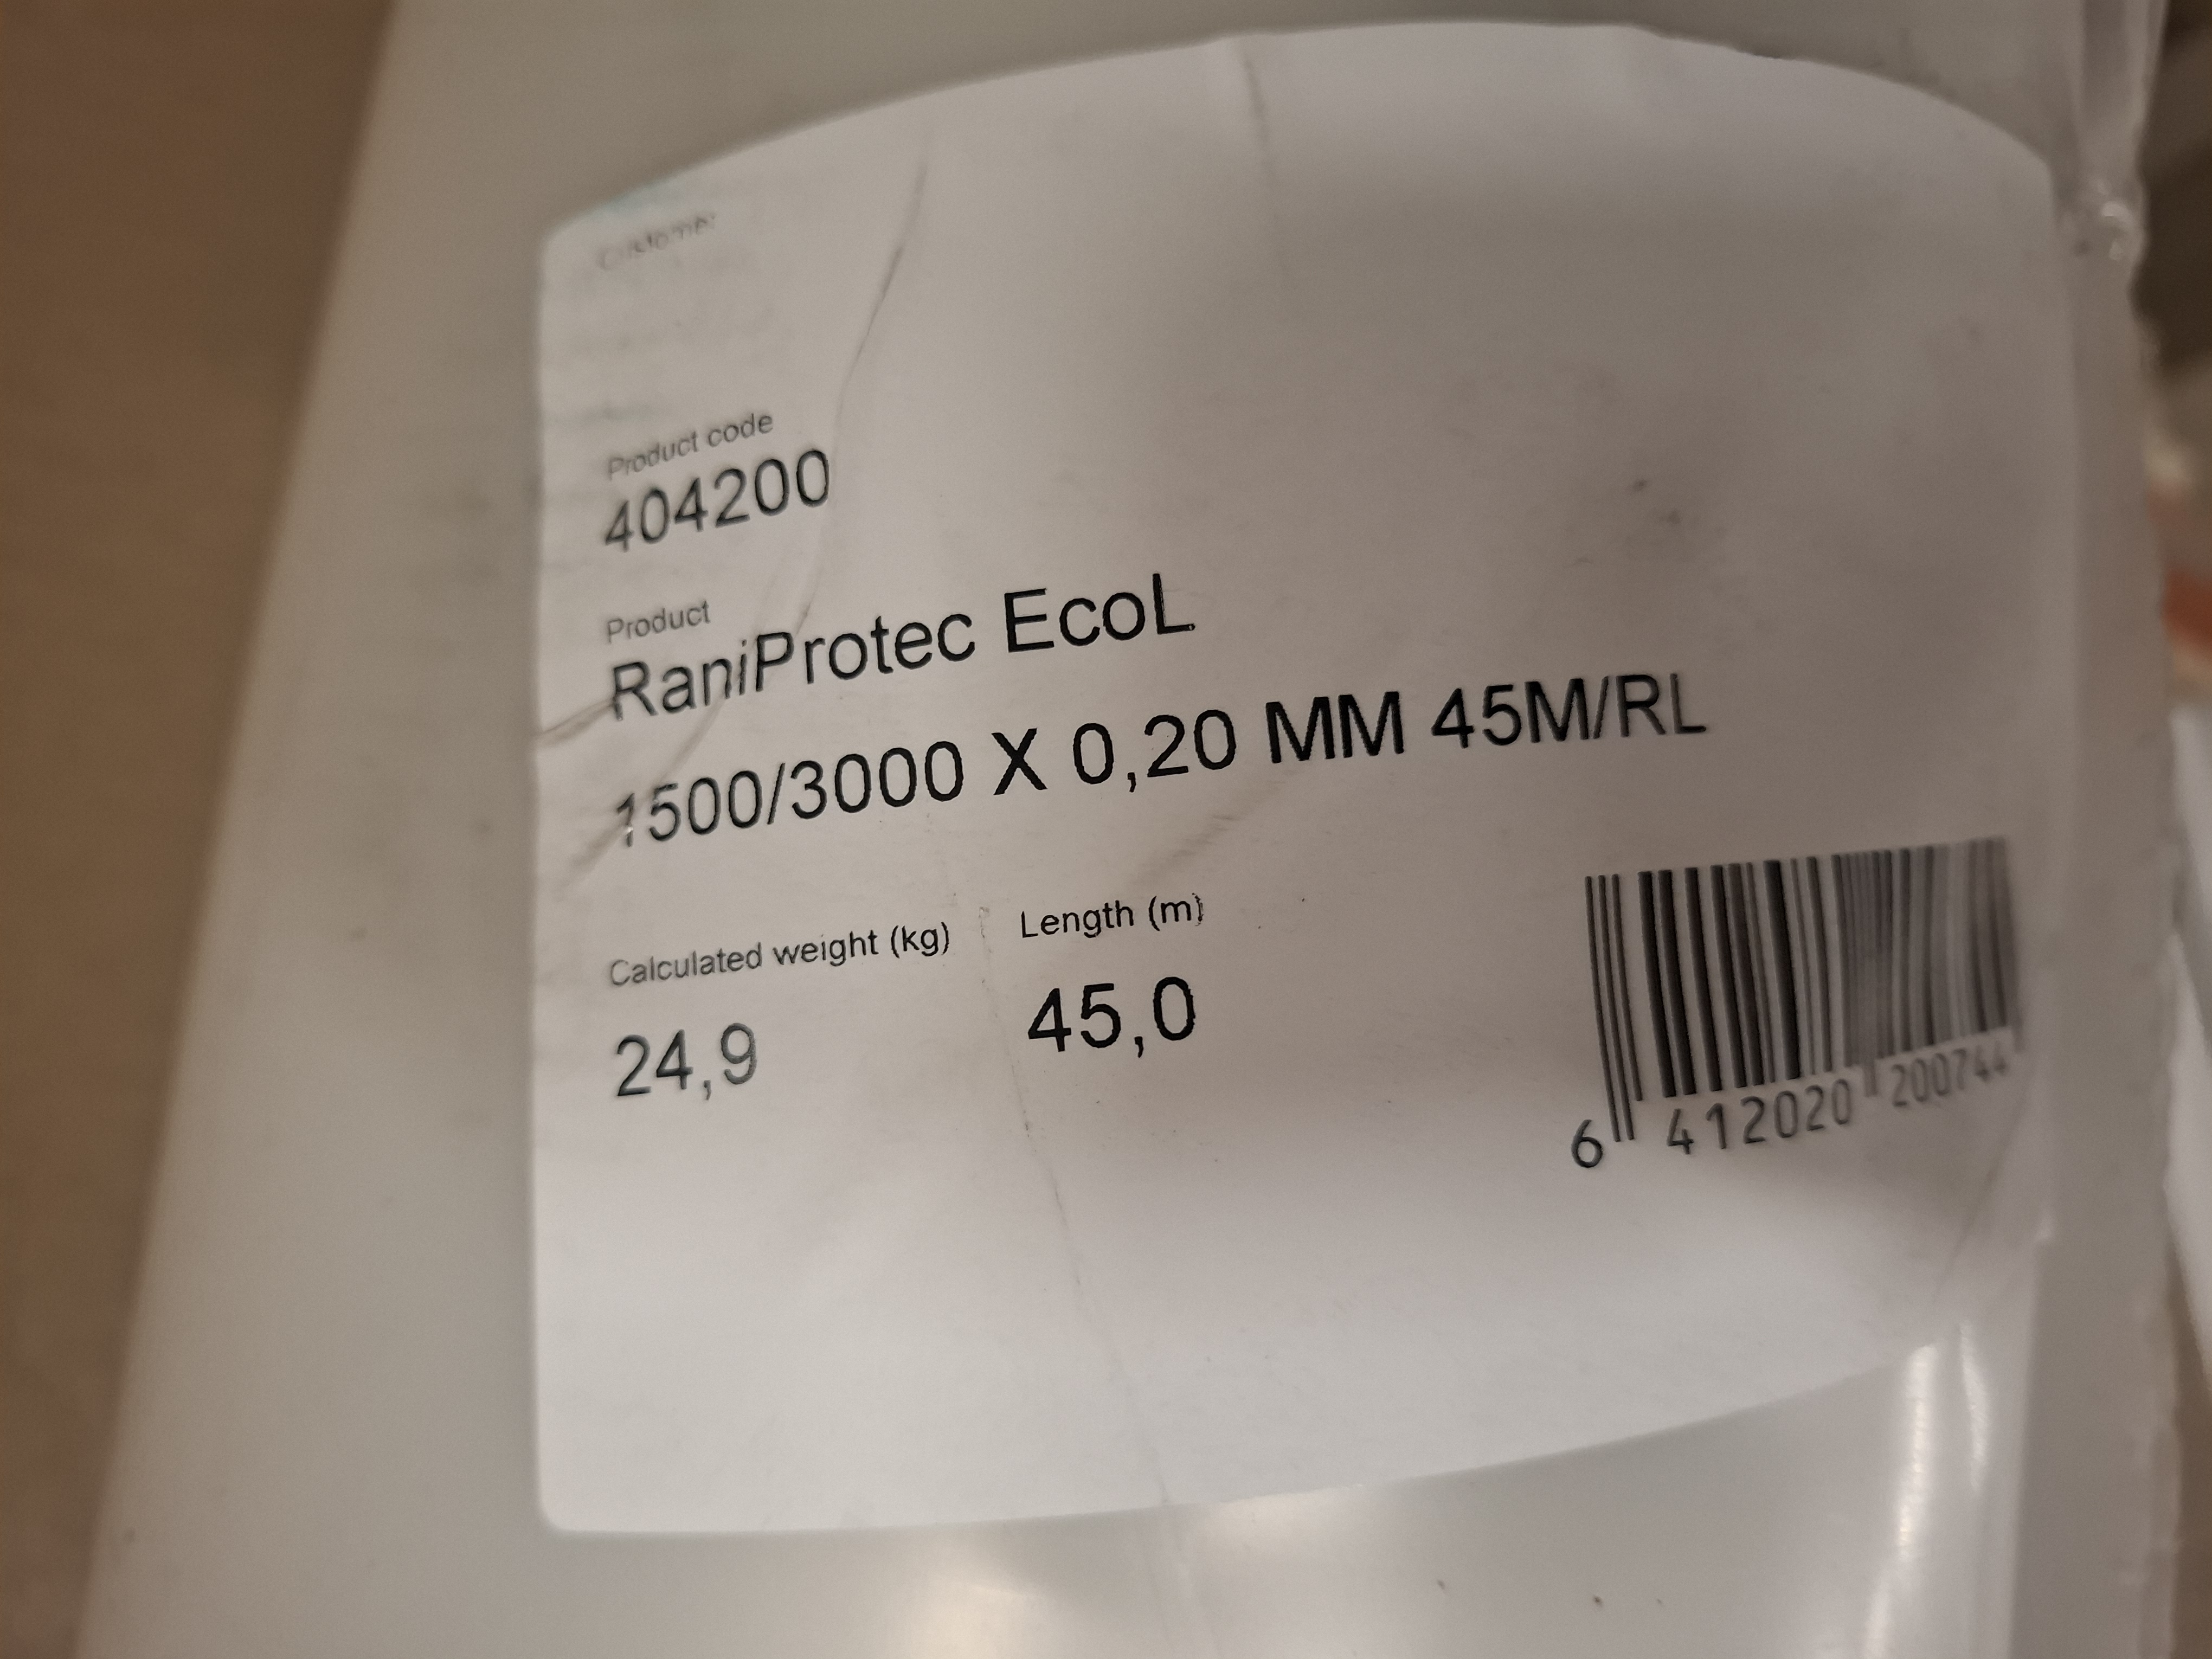 Customer
Product code
404200
Product
RaniProtec EcoL
1500/3000 X 0,20 MM 45M/RL
Calculated weight (kg) Length (m)
24,9 45,0
6 412020 200744